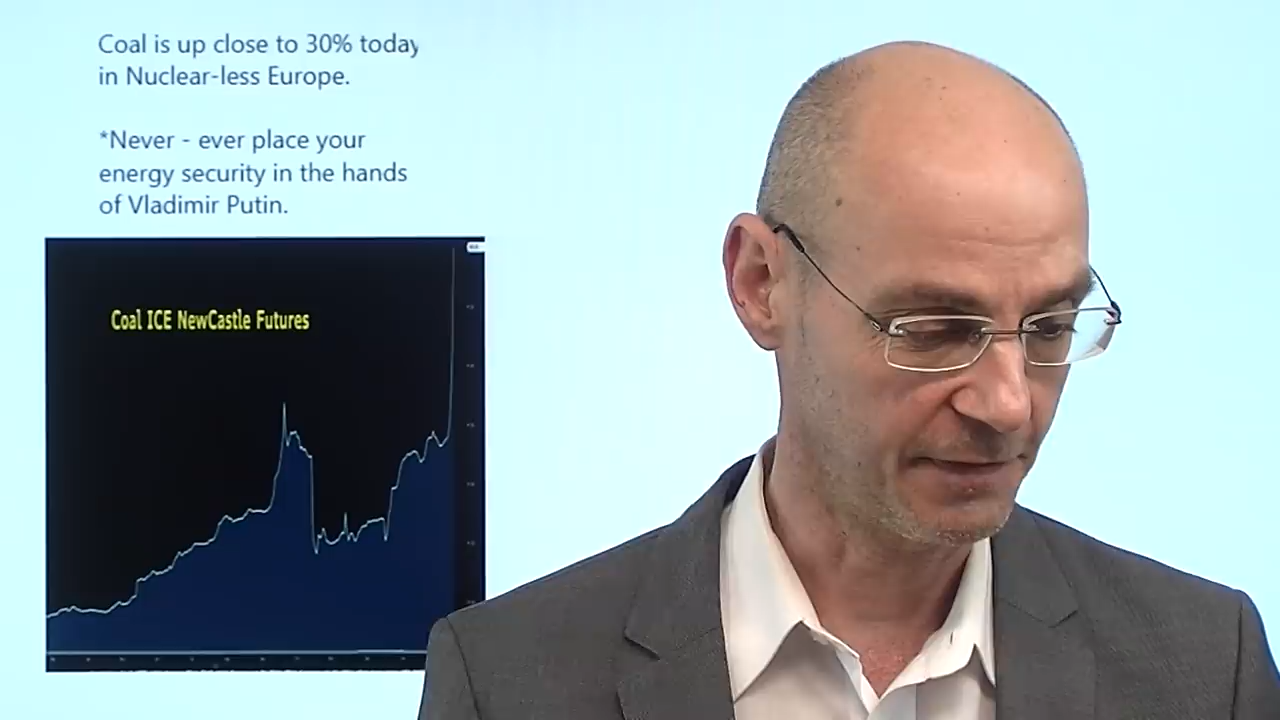 Coal is up close to 30% today
in Nuclear-less Europe.
*Never - ever place your
energy security in the hands
of Vladimir Putin.
Coal ICE NewCastle Futures